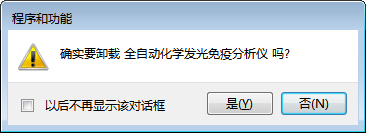 程序和功能
确实要卸载 全自动化学发光免疫分析仪 吗?
以后不再显示该对话框
是(Y)
否(N)